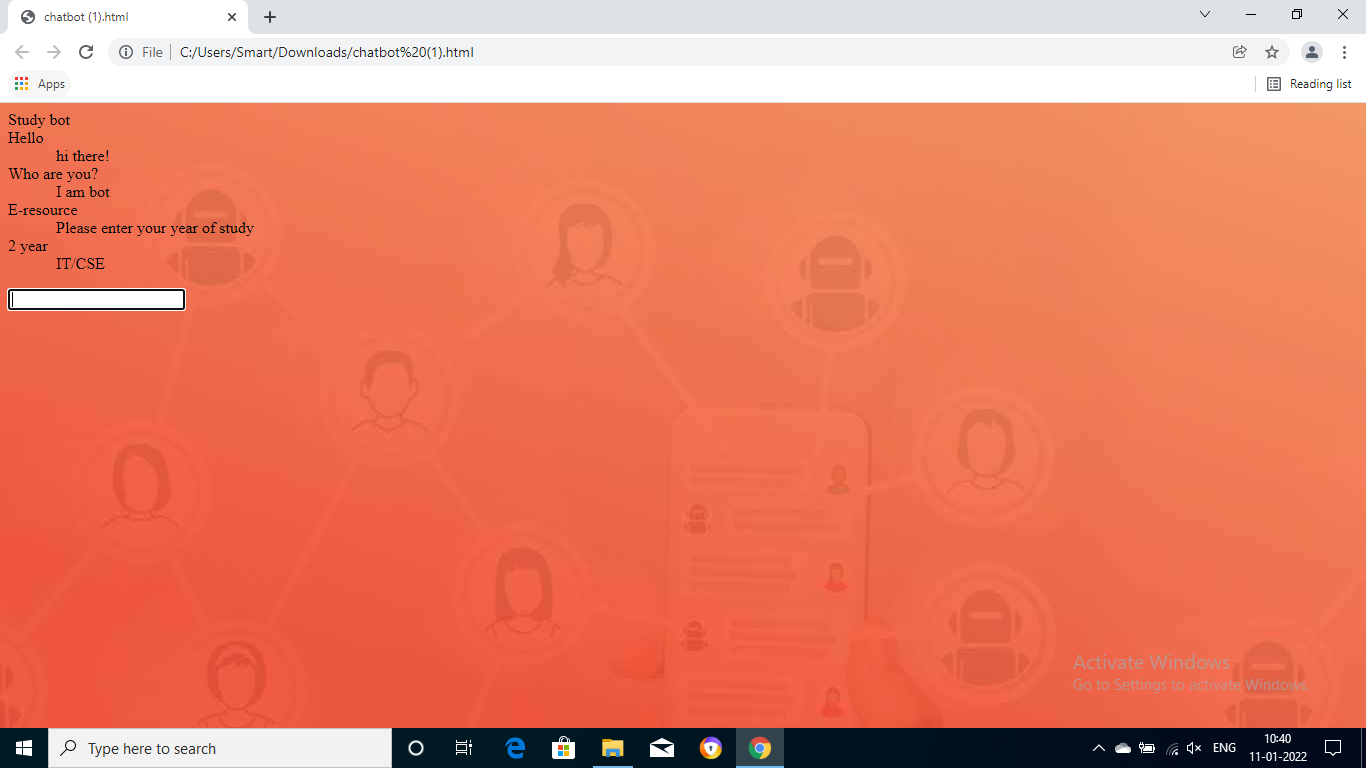 chatbot (1).html
File
C:/Users/Smart/Downloads/chatbot%20(1).html
Apps
Reading list
Study bot
Hello
hi there!
Who are you?
I am bot
E-resource
Please enter your year of study
2 year
IT/CSE
Activate Windows
Go to Settings to activate Windows.
Type here to search
ENG
10:40
11-01-2022